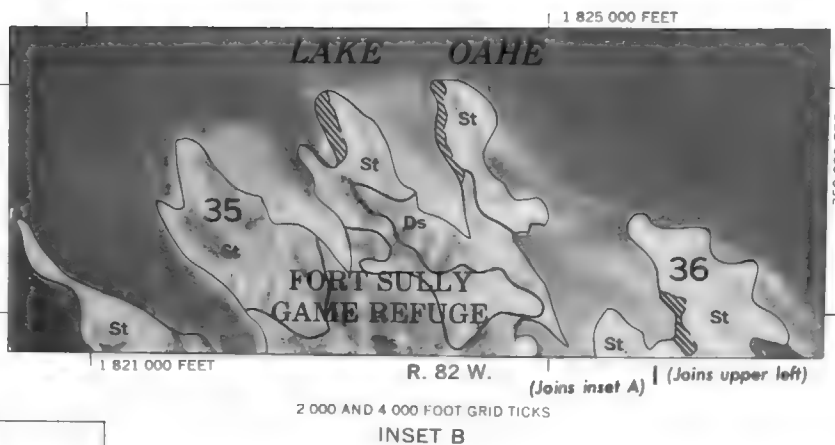 1 825 000 FEET
LAKE OAHE
St
St
35
Ds
St
36
FORT SULLY
GAME REFUGE
St
St
St
1 821 000 FEET
R. 82 W.
(Joins inset A)
(Joins upper left)
2 000 AND 4 000 FOOT GRID TICKS
INSET B